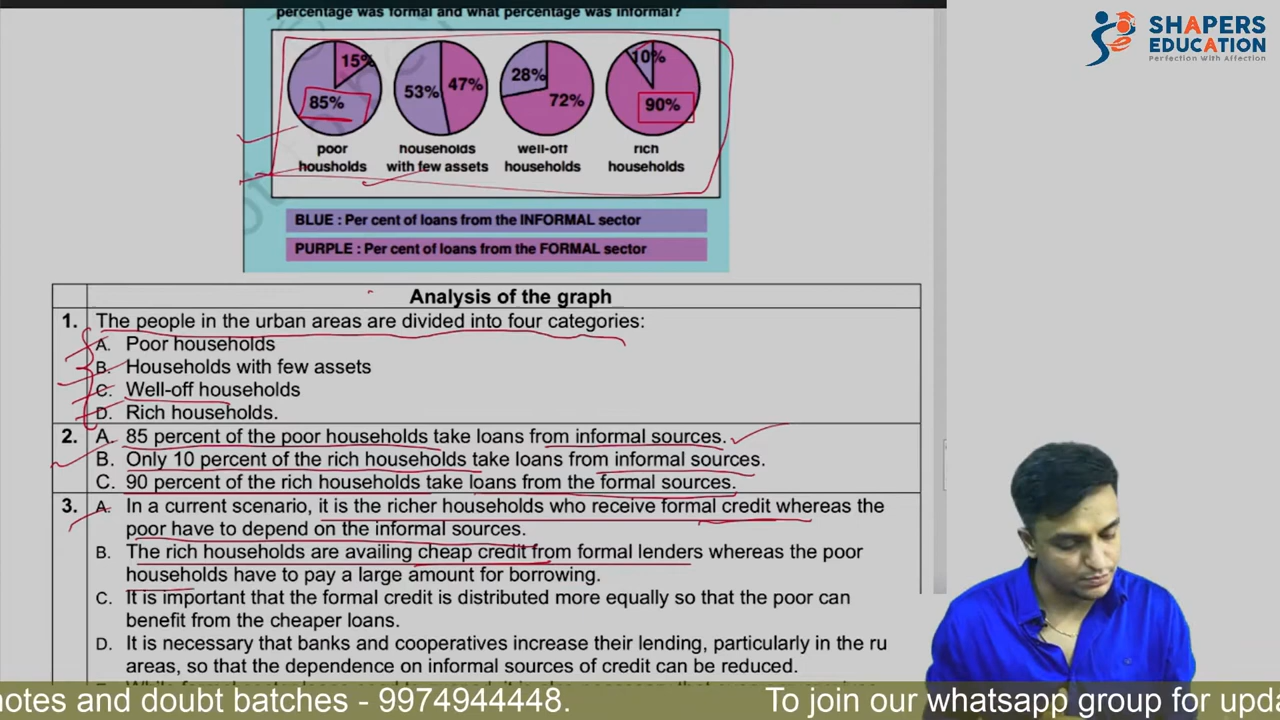 percentage was formal and what percentage was informal?
SHAPERS
EDUCATION
Perfection With Affection
15%
85%
53%
47%
28%
72%
10%
90%
poor
housholds
households
with few assets
well-off
households
rich
households
BLUE : Per cent of loans from the INFORMAL sector
PURPLE : Per cent of loans from the FORMAL sector
Analysis of the graph
1. The people in the urban areas are divided into four categories:
A. Poor households
B. Households with few assets
C. Well-off households
D. Rich households.
2. A. 85 percent of the poor households take loans from informal sources.
B. Only 10 percent of the rich households take loans from informal sources.
C. 90 percent of the rich households take loans from the formal sources.
3. A. In a current scenario, it is the richer households who receive formal credit whereas the
poor have to depend on the informal sources.
B. The rich households are availing cheap credit from formal lenders whereas the poor
households have to pay a large amount for borrowing.
C. It is important that the formal credit is distributed more equally so that the poor can
benefit from the cheaper loans.
D. It is necessary that banks and cooperatives increase their lending, particularly in the ru
areas, so that the dependence on informal sources of credit can be reduced.
notes and doubt batches - 9974944448. To join our whatsapp group for upda